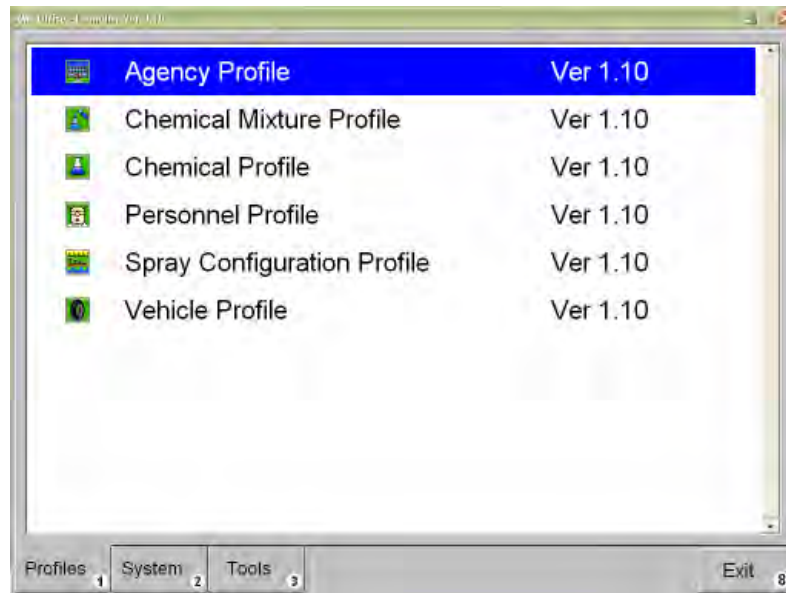 Agency Profile Ver 1.10
Chemical Mixture Profile Ver 1.10
Chemical Profile Ver 1.10
Personnel Profile Ver 1.10
Spray Configuration Profile Ver 1.10
Vehicle Profile Ver 1.10
Profiles 1 System 2 Tools 3 Exit 8